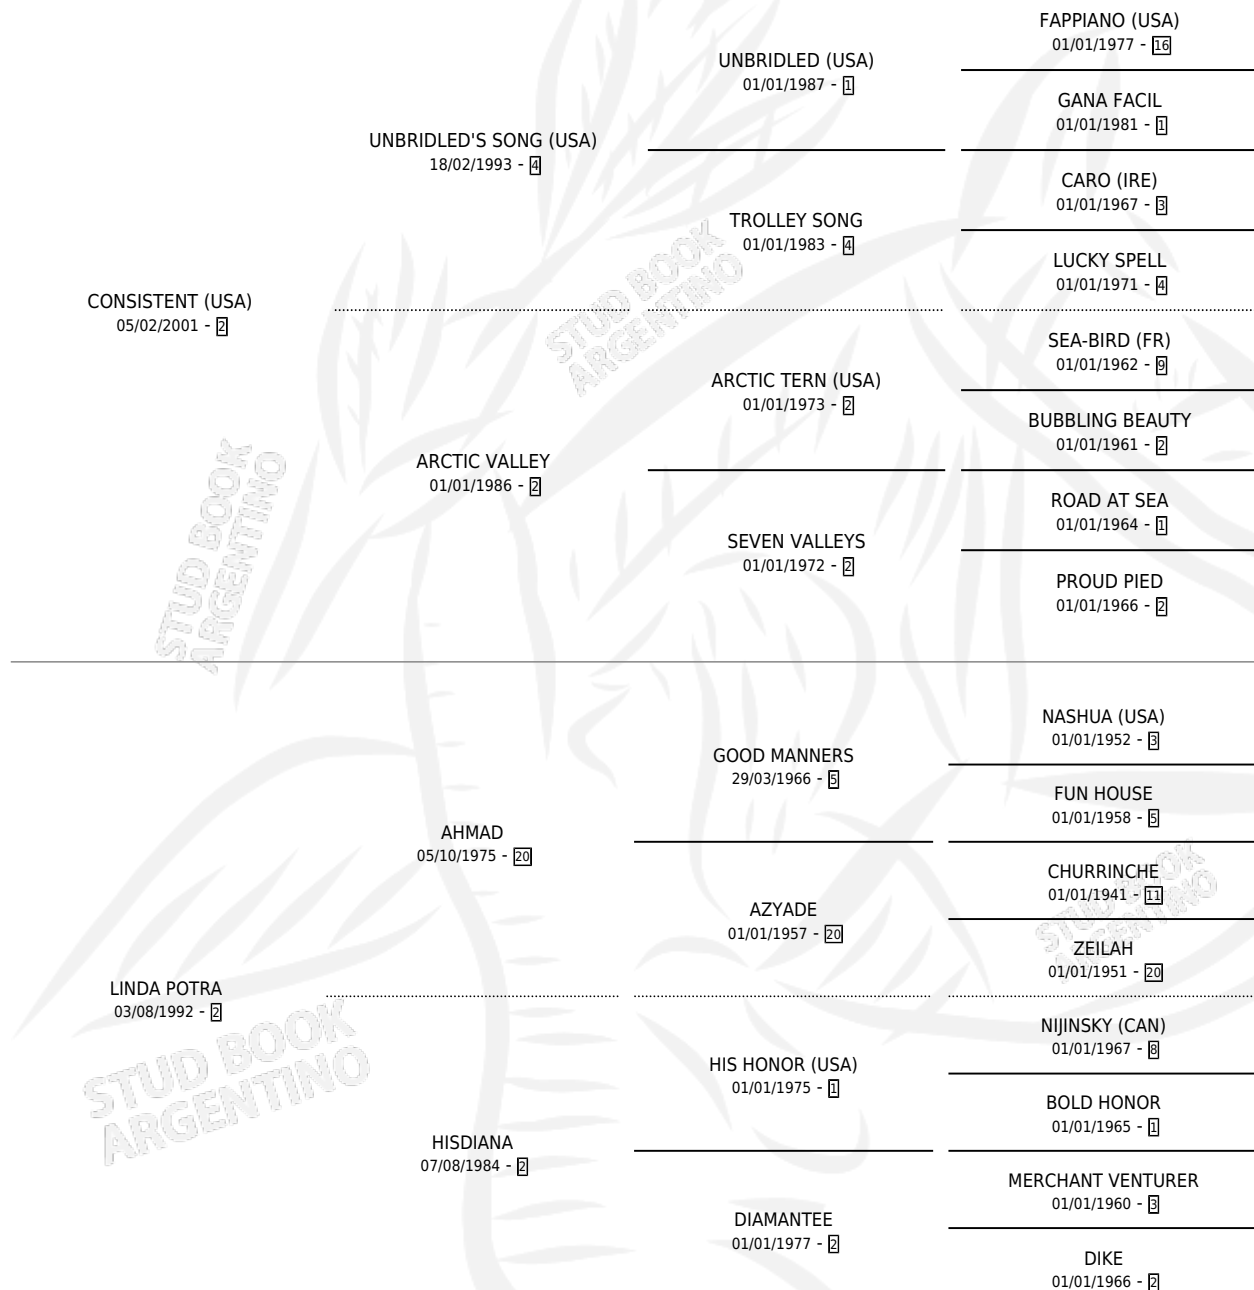 FAPPIANO (USA)
01/01/1977 - 16
UNBRIDLED (USA)
01/01/1987 - 1
GANA FACIL
01/01/1981 - 1
UNBRIDLED'S SONG (USA)
18/02/1993 - 4
CARO (IRE)
01/01/1967 - 3
TROLLEY SONG
01/01/1983 - 4
LUCKY SPELL
01/01/1971 - 4
CONSISTENT (USA)
05/02/2001 - 2
STUD BOOK
ARGENTINO
SEA-BIRD (FR)
01/01/1962 - 9
ARCTIC TERN (USA)
01/01/1973 - 2
BUBBLING BEAUTY
01/01/1961 - 2
ARCTIC VALLEY
01/01/1986 - 2
ROAD AT SEA
01/01/1964 - 1
SEVEN VALLEYS
01/01/1972 - 2
PROUD PIED
01/01/1966 - 2
STUD BOOK
ARGENTINO
NASHUA (USA)
01/01/1952 - 3
GOOD MANNERS
29/03/1966 - 5
FUN HOUSE
01/01/1958 - 5
AHMAD
05/10/1975 - 20
CHURRINCHE
01/01/1941 - 11
AZYADE
01/01/1957 - 20
STUD BOOK
ARGENTINO
ZEILAH
01/01/1951 - 20
LINDA POTRA
03/08/1992 - 2
STUD BOOK
ARGENTINO
NIJINSKY (CAN)
01/01/1967 - 8
HIS HONOR (USA)
01/01/1975 - 1
BOLD HONOR
01/01/1965 - 1
HISDIANA
07/08/1984 - 2
MERCHANT VENTURER
01/01/1960 - 3
DIAMANTEE
01/01/1977 - 2
DIKE
01/01/1966 - 2